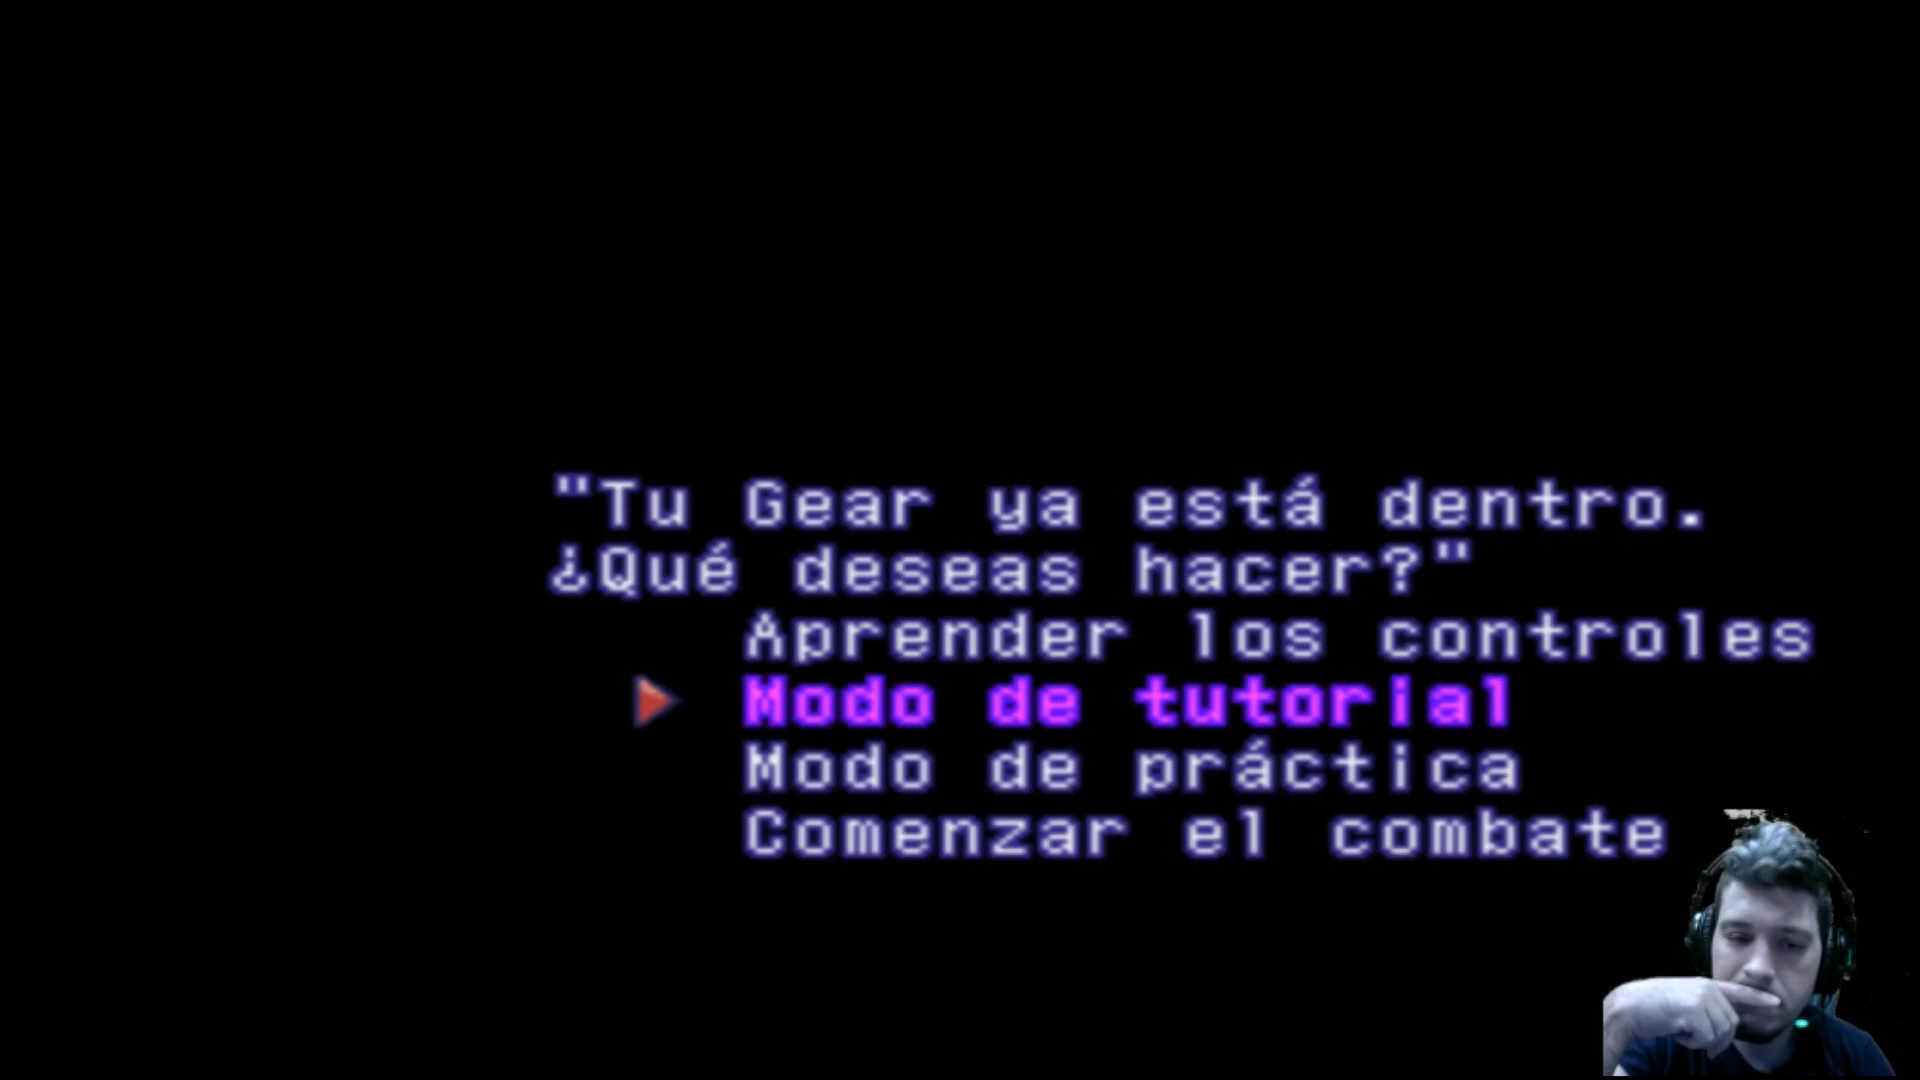 "Tu Gear ya está dentro.
¿Qué deseas hacer?"
Aprender los controles
Modo de tutorial
Modo de práctica
Comenzar el combate